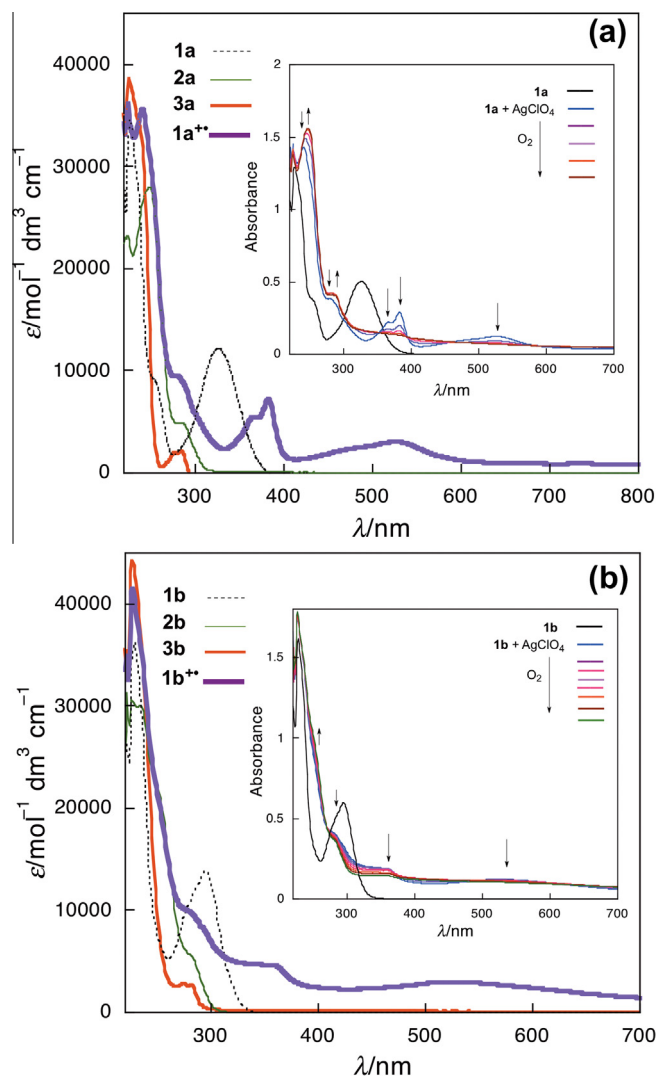 (a)
1a
2a
3a
1a⁺•
1a
1a + AgClO₄
O₂
Absorbance
2
1.5
1
0.5
0
300 400 500 600 700
λ/nm
ε/mol⁻¹ dm³ cm⁻¹
40000
30000
20000
10000
0
300 400 500 600 700 800
λ/nm
(b)
1b
2b
3b
1b⁺•
1b
1b + AgClO₄
O₂
Absorbance
1.5
1
0.5
0
300 400 500 600 700
λ/nm
ε/mol⁻¹ dm³ cm⁻¹
40000
30000
20000
10000
0
300 400 500 600 700
λ/nm